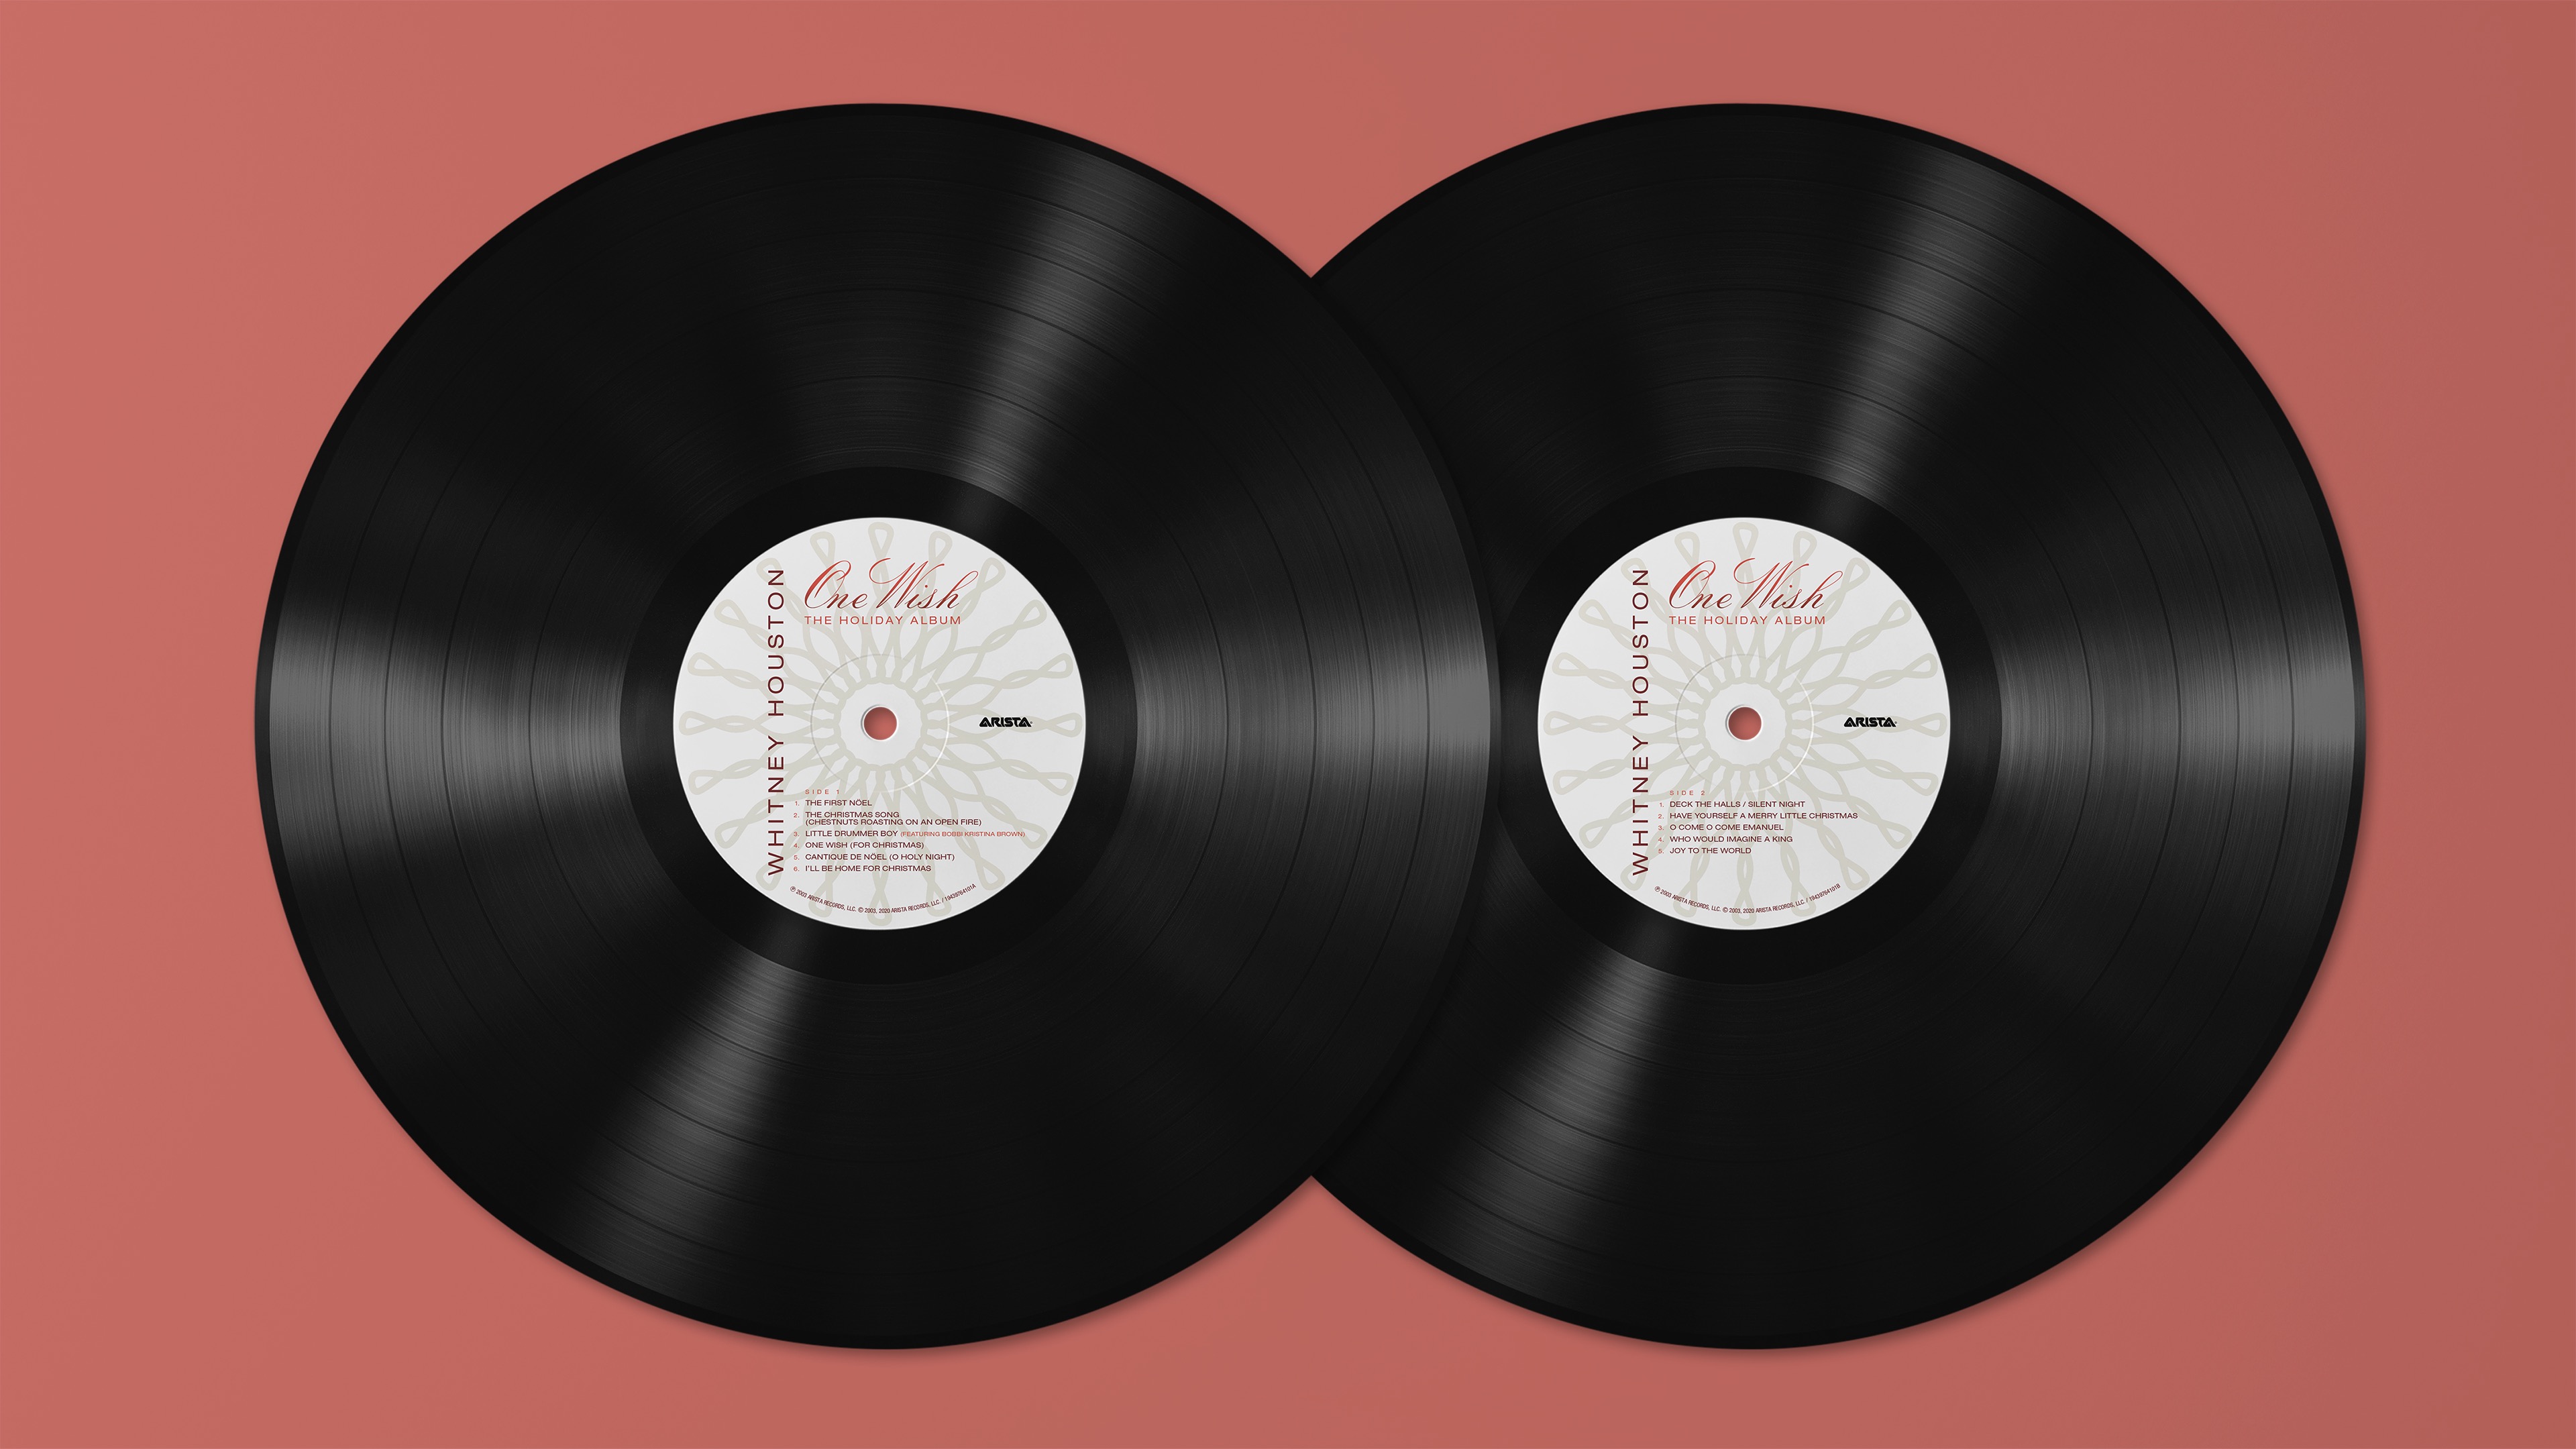 WHITNEY HOUSTON
One Wish
THE HOLIDAY ALBUM
ARISTA
SIDE 1
1. THE FIRST NÖEL
2. THE CHRISTMAS SONG
(CHESTNUTS ROASTING ON AN OPEN FIRE)
3. LITTLE DRUMMER BOY (FEATURING BOBBI KRISTINA BROWN)
4. ONE WISH (FOR CHRISTMAS)
5. CANTIQUE DE NÖEL (O HOLY NIGHT)
6. I'LL BE HOME FOR CHRISTMAS
℗ 2003 ARISTA RECORDS, LLC. © 2003, 2020 ARISTA RECORDS, LLC. / 19439764101A
WHITNEY HOUSTON
One Wish
THE HOLIDAY ALBUM
ARISTA
SIDE 2
1. DECK THE HALLS / SILENT NIGHT
2. HAVE YOURSELF A MERRY LITTLE CHRISTMAS
3. O COME O COME EMANUEL
4. WHO WOULD IMAGINE A KING
5. JOY TO THE WORLD
℗ 2003 ARISTA RECORDS, LLC. © 2003, 2020 ARISTA RECORDS, LLC. / 19439764101B